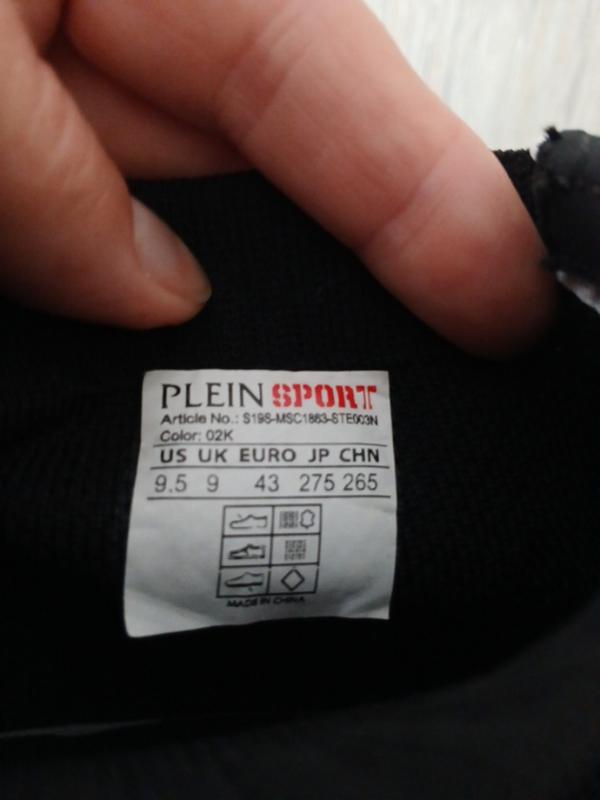 PLEIN SPORT
Article No.: S19S-MSC1883-STE003N
Color: 02K
US UK EURO JP CHN
9.5 9 43 275 265
MADE IN CHINA